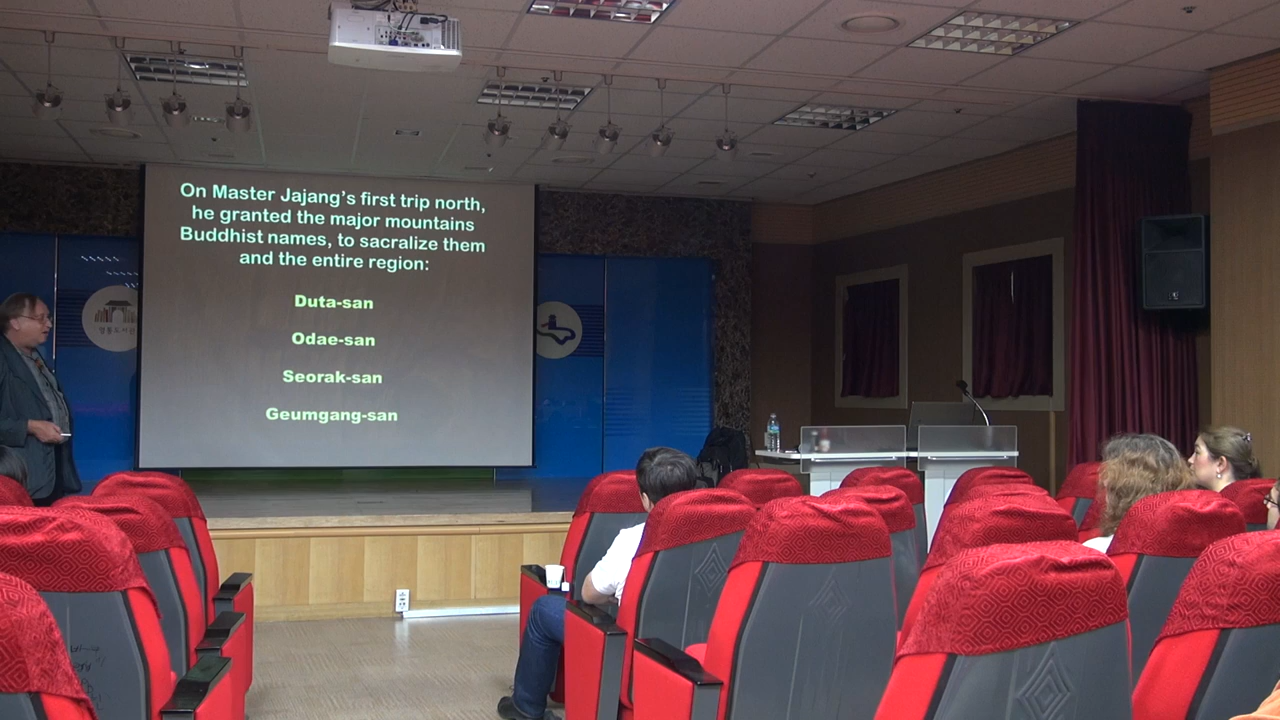 On Master Jajang's first trip north,
he granted the major mountains
Buddhist names, to sacralize them
and the entire region:
Duta-san
Odae-san
Seorak-san
Geumgang-san